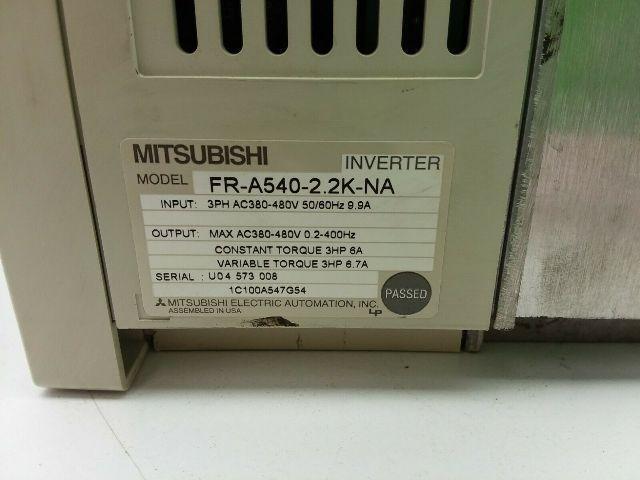 MITSUBISHI INVERTER
MODEL FR-A540-2.2K-NA
INPUT: 3PH AC380-480V 50/60Hz 9.9A
OUTPUT: MAX AC380-480V 0.2-400Hz
CONSTANT TORQUE 3HP 6A
VARIABLE TORQUE 3HP 6.7A
SERIAL : U04 573 008
1C100A547G54
PASSED
MITSUBISHI ELECTRIC AUTOMATION, INC.
ASSEMBLED IN USA
LP